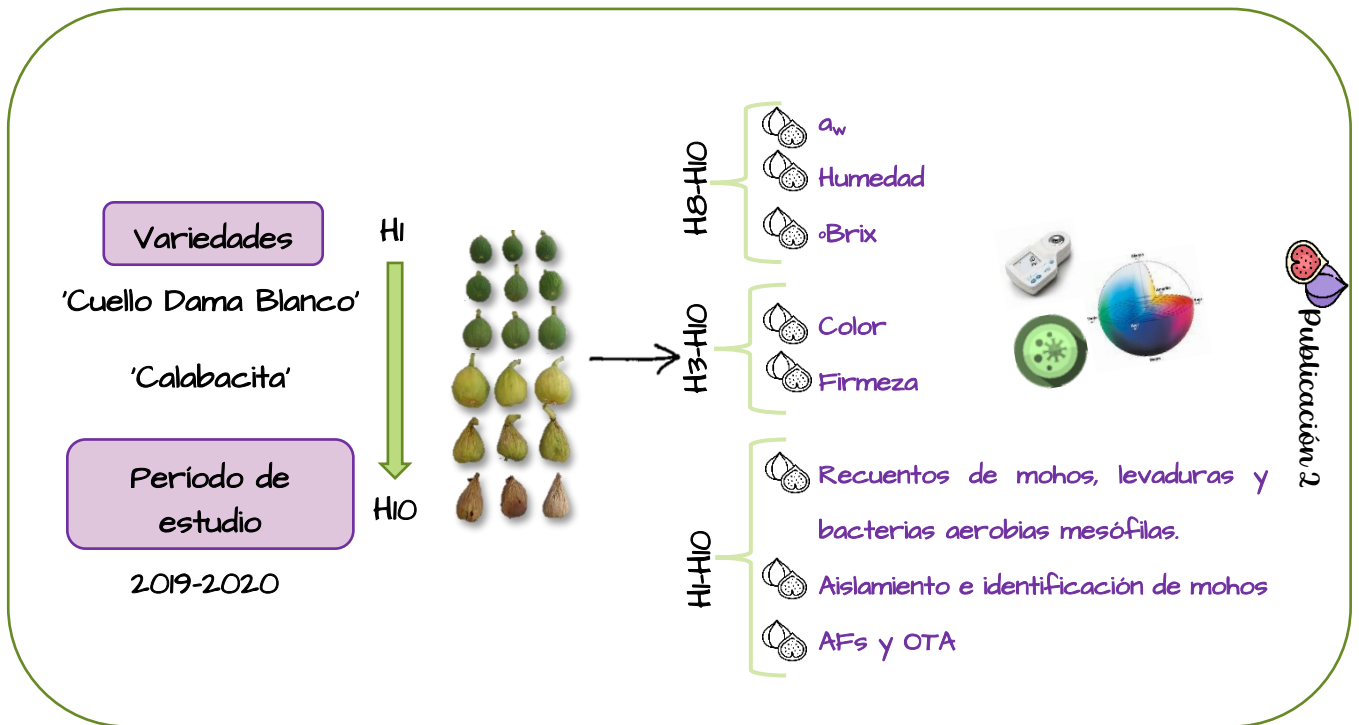 Variedades
'Cuello Dama Blanco'
'Calabacita'
Período de
estudio
2019-2020
H1
H10
H8-H10
aw
Humedad
°Brix
H3-H10
Color
Firmeza
H1-H10
Recuentos de mohos, levaduras y
bacterias aerobias mesófilas.
Aislamiento e identificación de mohos
AFs y OTA
Publicación 2